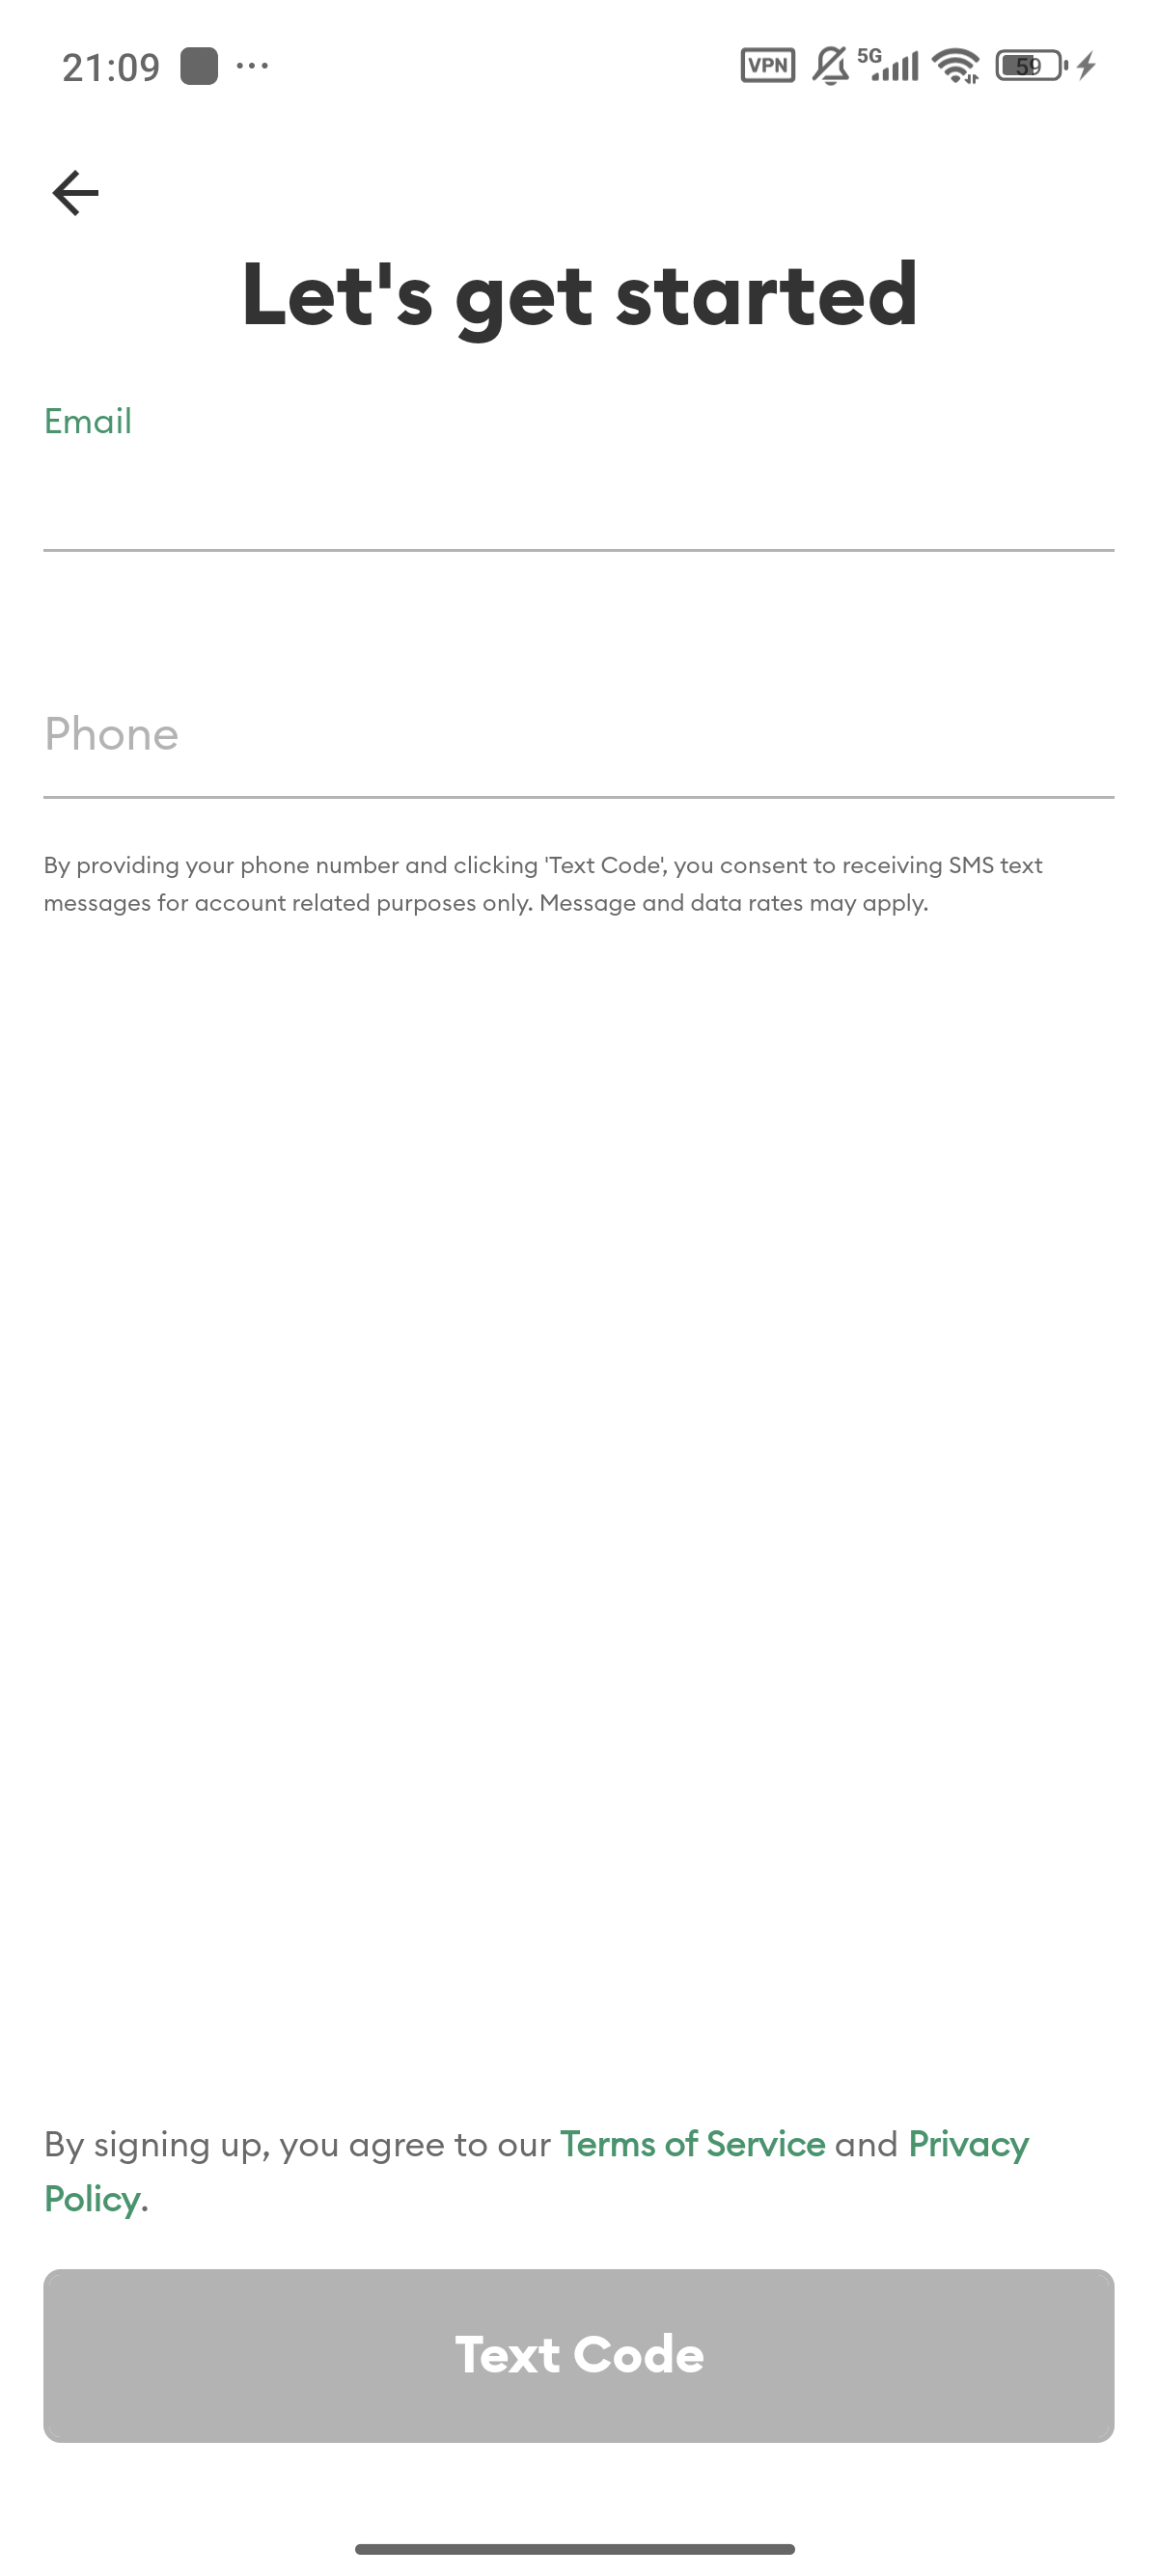 21:09
VPN 5G 59
Let's get started
Email
Phone
By providing your phone number and clicking 'Text Code', you consent to receiving SMS text
messages for account related purposes only. Message and data rates may apply.
By signing up, you agree to our Terms of Service and Privacy
Policy.
Text Code